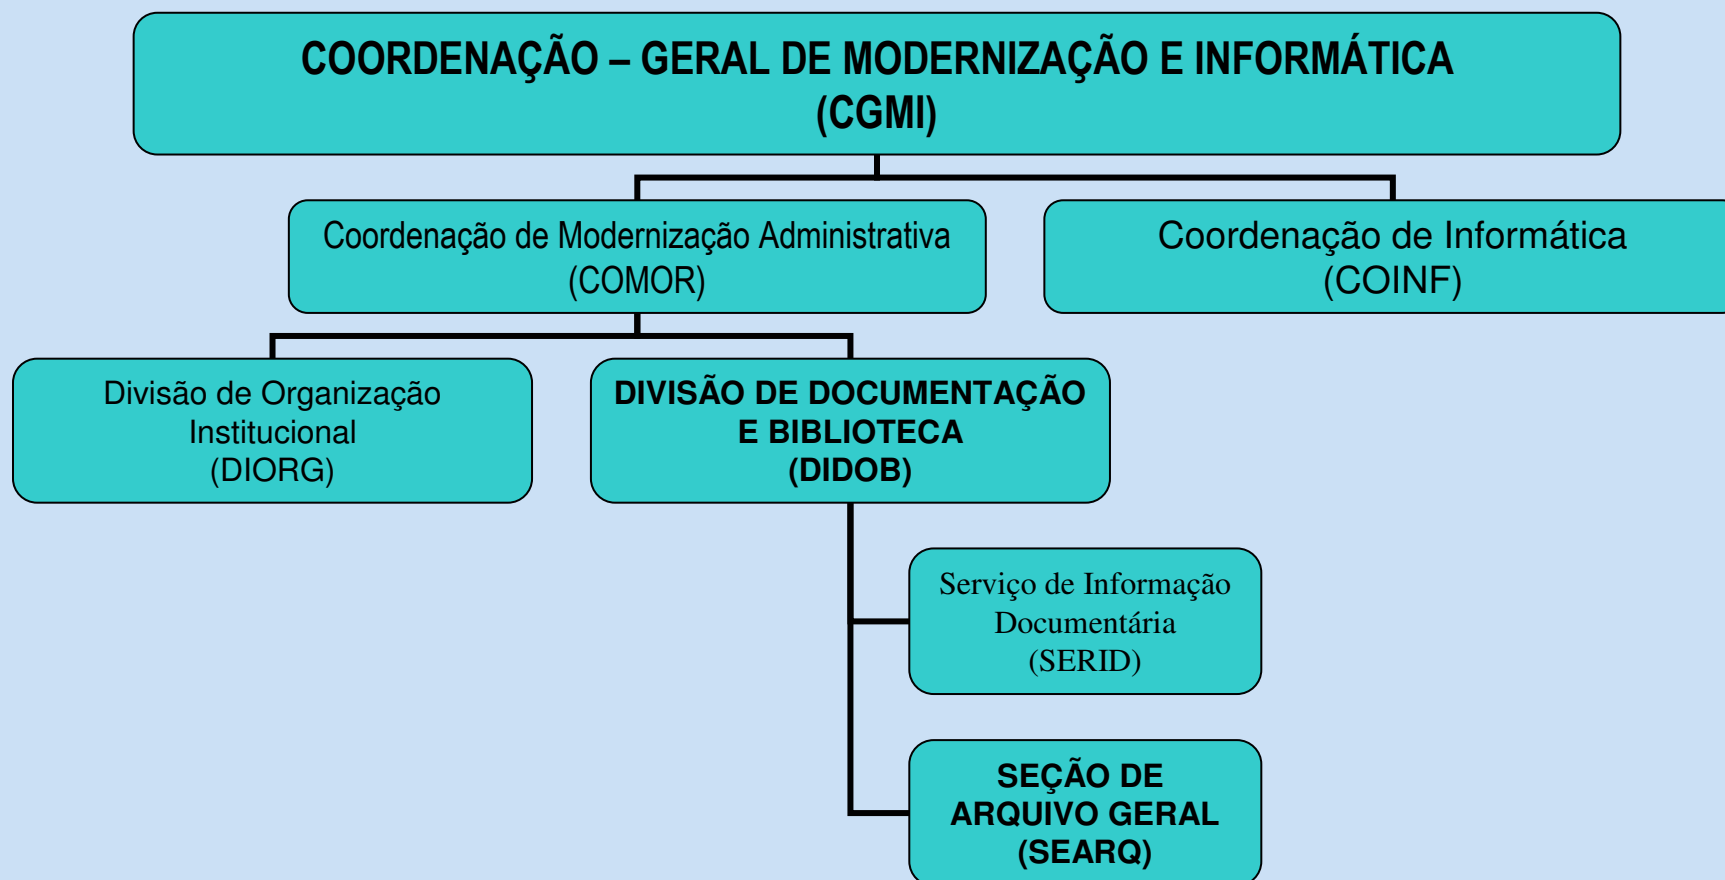 COORDENAÇÃO – GERAL DE MODERNIZAÇÃO E INFORMÁTICA
(CGMI)
Coordenação de Modernização Administrativa
(COMOR)
Coordenação de Informática
(COINF)
Divisão de Organização
Institucional
(DIORG)
DIVISÃO DE DOCUMENTAÇÃO
E BIBLIOTECA
(DIDOB)
Serviço de Informação
Documentária
(SERID)
SEÇÃO DE
ARQUIVO GERAL
(SEARQ)